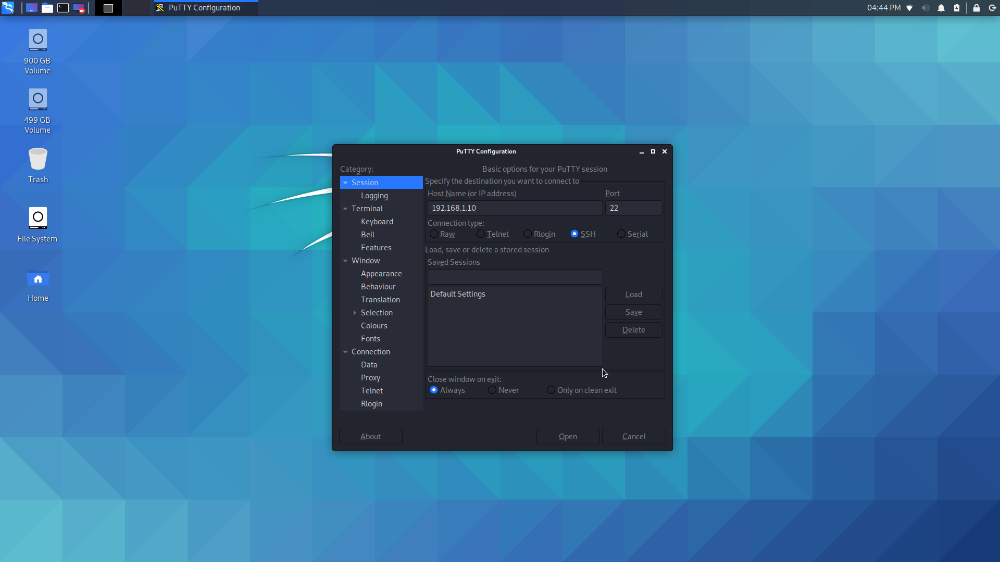 PuTTY Configuration
04:44 PM
900 GB
Volume
499 GB
Volume
Trash
File System
Home
PuTTY Configuration
Category:
Session
Logging
Terminal
Keyboard
Bell
Features
Window
Appearance
Behaviour
Translation
Selection
Colours
Fonts
Connection
Data
Proxy
Telnet
Rlogin
Basic options for your PuTTY session
Specify the destination you want to connect to
Host Name (or IP address) Port
192.168.1.10 22
Connection type:
Raw Telnet Rlogin SSH Serial
Load, save or delete a stored session
Saved Sessions
Default Settings
Load
Save
Delete
Close window on exit:
Always Never Only on clean exit
About Open Cancel